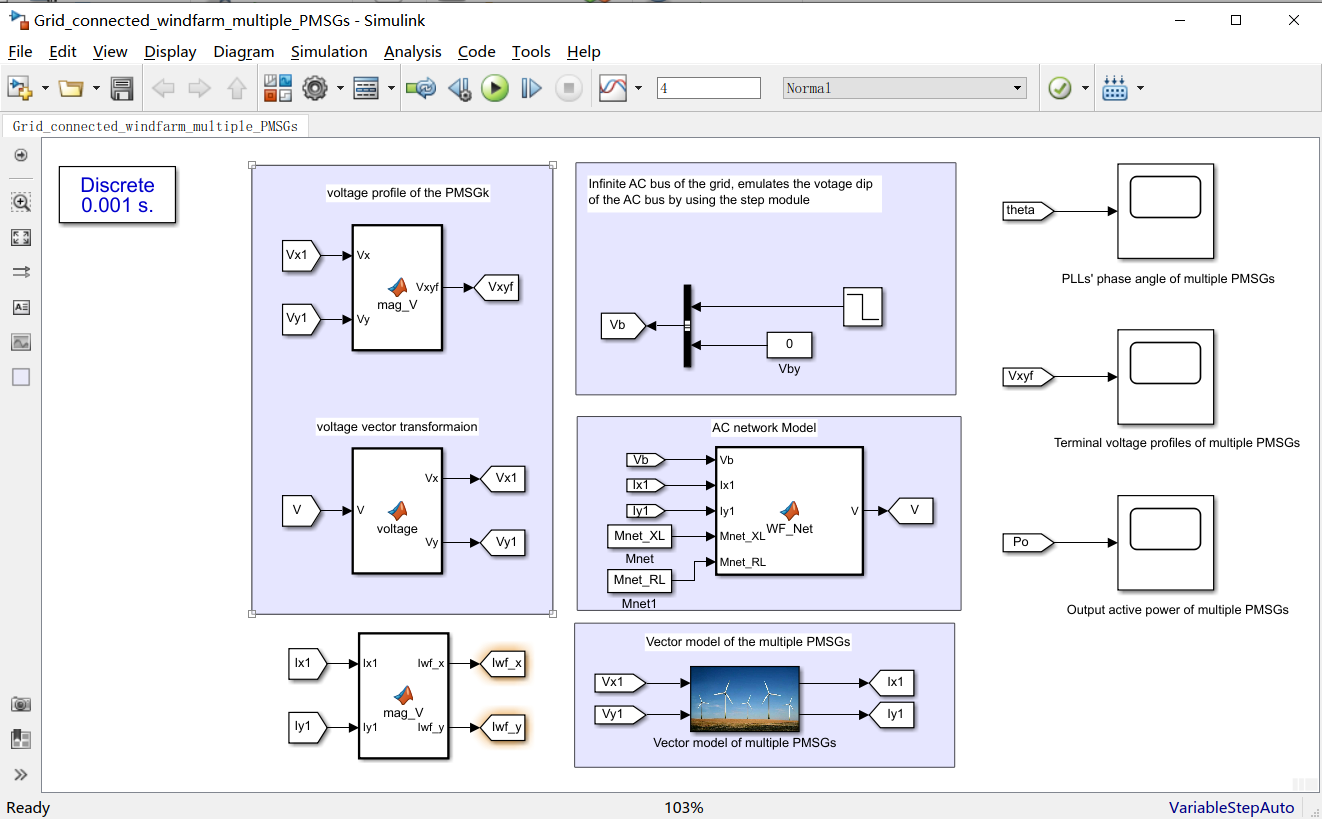 Grid_connected_windfarm_multiple_PMSGs - Simulink
File Edit View Display Diagram Simulation Analysis Code Tools Help
4 Normal
Grid_connected_windfarm_multiple_PMSGs
Discrete
0.001 s.
voltage profile of the PMSGk
Vx1
Vx
Vxyf
mag_V
Vxyf
Vy1
Vy
voltage vector transformaion
V
V
Vx
voltage
Vy
Vx1
Vy1
Ix1
Ix1
Iwf_x
Iwf_x
mag_V
Iy1
Iy1
Iwf_y
Iwf_y
Infinite AC bus of the grid, emulates the votage dip
of the AC bus by using the step module
Vb
0
Vby
AC network Model
Vb
Vb
Ix1
Ix1
Iy1
Iy1
V
V
WF_Net
Mnet_XL
Mnet_XL
Mnet
Mnet_RL
Mnet_RL
Mnet1
Vector model of the multiple PMSGs
Vx1
Ix1
Vy1
Iy1
Vector model of multiple PMSGs
theta
PLLs' phase angle of multiple PMSGs
Vxyf
Terminal voltage profiles of multiple PMSGs
Po
Output active power of multiple PMSGs
Ready
103%
VariableStepAuto